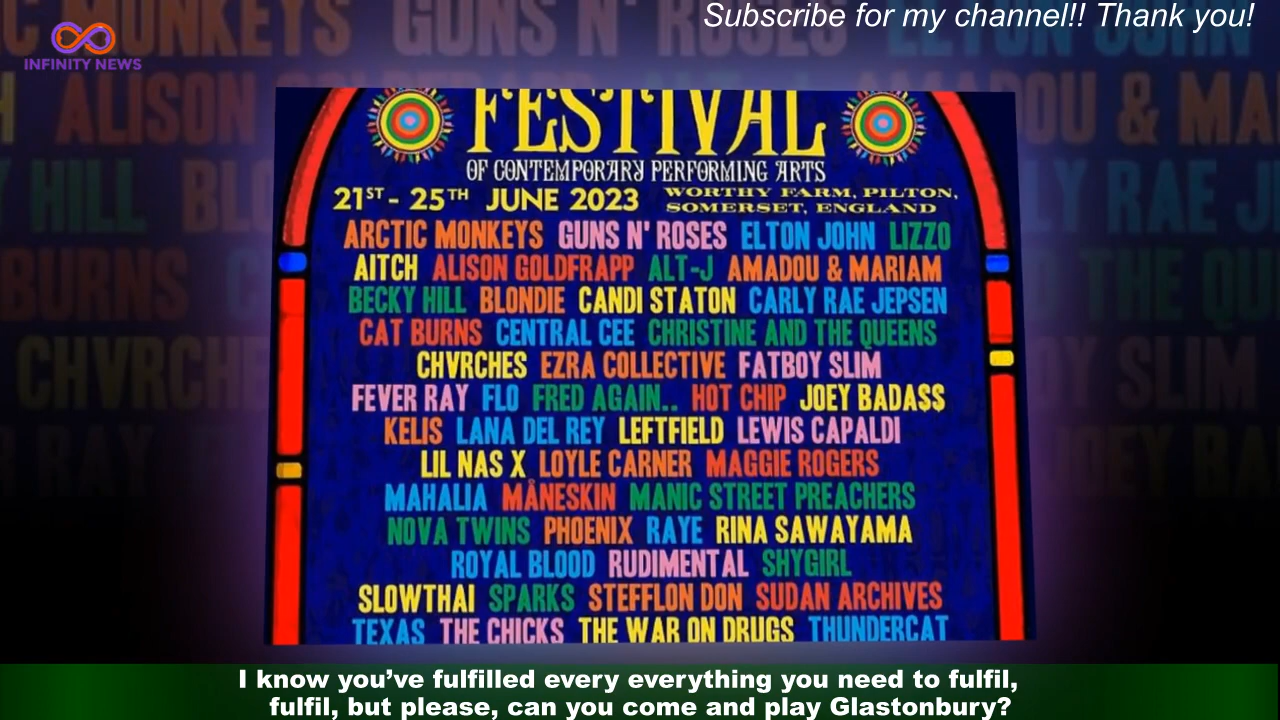 Subscribe for my channel!! Thank you!
INFINITY NEWS
FESTIVAL
OF CONTEMPORARY PERFORMING ARTS
21ST - 25TH JUNE 2023 WORTHY FARM, PILTON,
SOMERSET, ENGLAND
ARCTIC MONKEYS GUNS N' ROSES ELTON JOHN LIZZO
AITCH ALISON GOLDFRAPP ALT-J AMADOU & MARIAM
BECKY HILL BLONDIE CANDI STATON CARLY RAE JEPSEN
CAT BURNS CENTRAL CEE CHRISTINE AND THE QUEENS
CHVRCHES EZRA COLLECTIVE FATBOY SLIM
FEVER RAY FLO FRED AGAIN.. HOT CHIP JOEY BADA$$
KELIS LANA DEL REY LEFTFIELD LEWIS CAPALDI
LIL NAS X LOYLE CARNER MAGGIE ROGERS
MAHALIA MÅNESKIN MANIC STREET PREACHERS
NOVA TWINS PHOENIX RAYE RINA SAWAYAMA
ROYAL BLOOD RUDIMENTAL SHYGIRL
SLOWTHAI SPARKS STEFFLON DON SUDAN ARCHIVES
TEXAS THE CHICKS THE WAR ON DRUGS THUNDERCAT
I know you’ve fulfilled every everything you need to fulfil,
fulfil, but please, can you come and play Glastonbury?